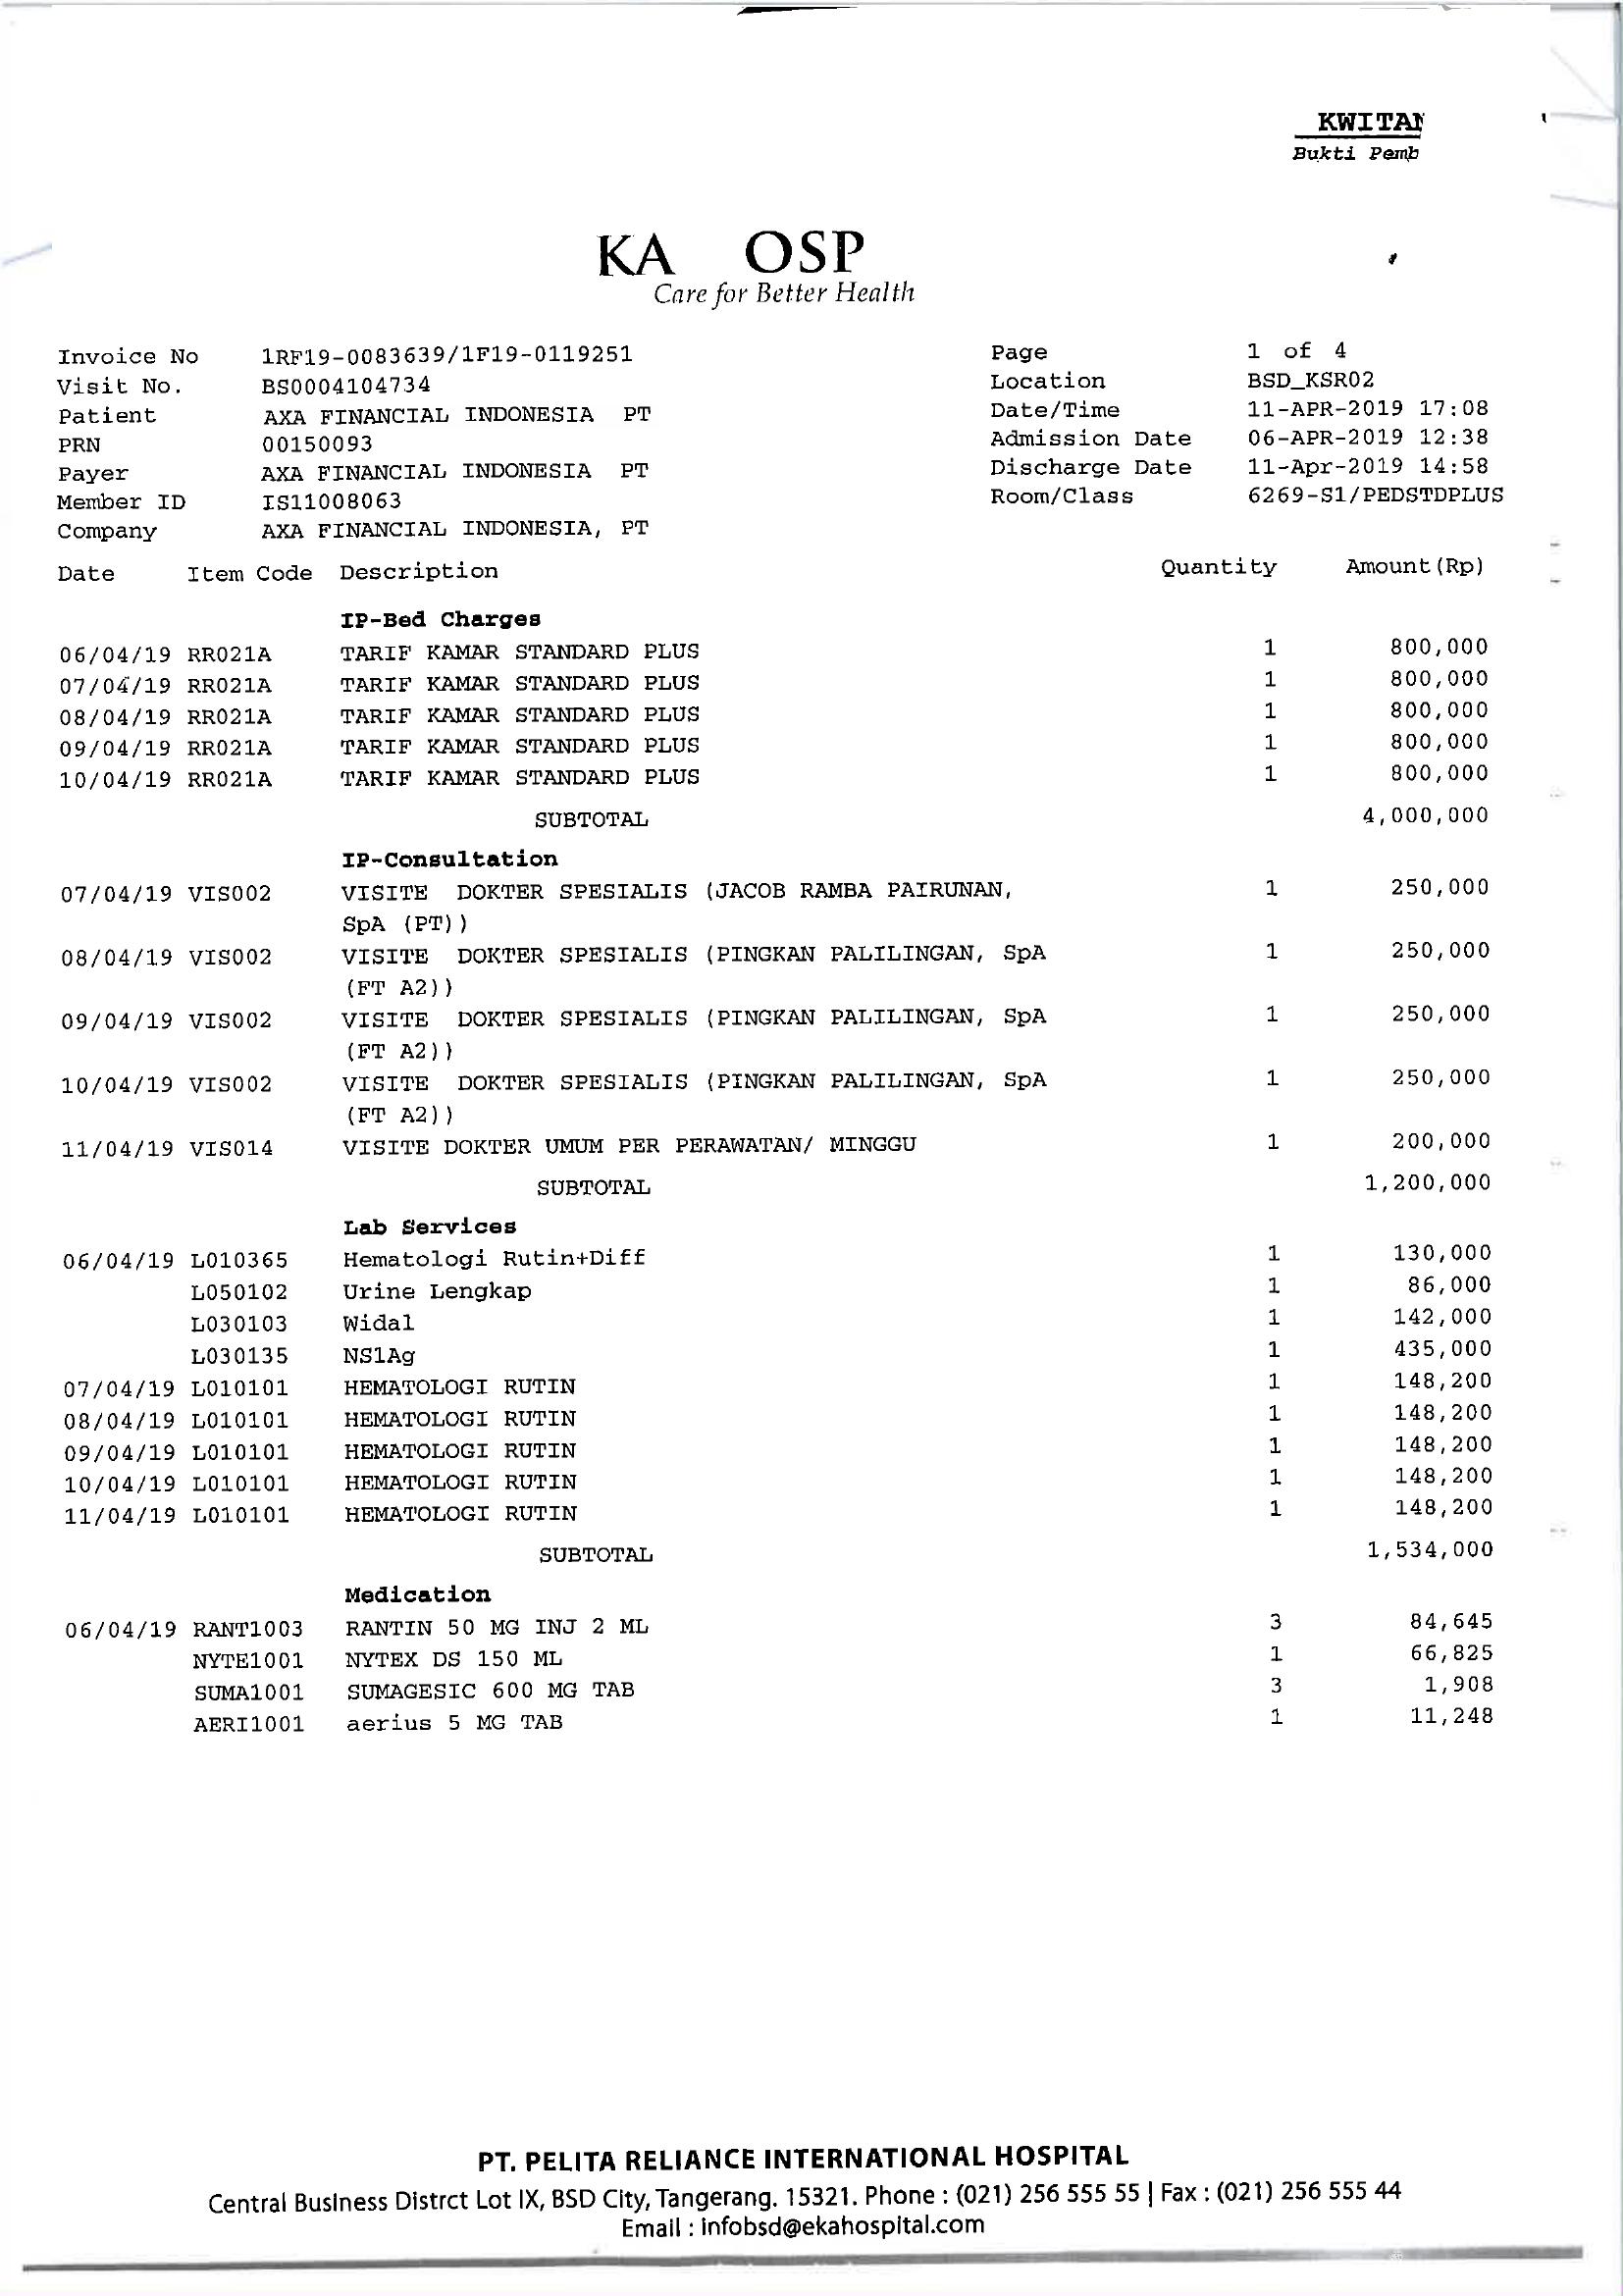 KWITAN
Bukti Pemb
KA OSP
Care for Better Health
Invoice No 1RF19-0083639/1F19-0119251 Page 1 of 4
Visit No. BS0004104734 Location BSD_KSR02
Patient AXA FINANCIAL INDONESIA PT Date/Time 11-APR-2019 17:08
PRN 00150093 Admission Date 06-APR-2019 12:38
Payer AXA FINANCIAL INDONESIA PT Discharge Date 11-Apr-2019 14:58
Member ID IS11008063 Room/Class 6269-S1/PEDSTDPLUS
Company AXA FINANCIAL INDONESIA, PT
Date Item Code Description Quantity Amount(Rp)
IP-Bed Charges
06/04/19 RR021A TARIF KAMAR STANDARD PLUS 1 800,000
07/04/19 RR021A TARIF KAMAR STANDARD PLUS 1 800,000
08/04/19 RR021A TARIF KAMAR STANDARD PLUS 1 800,000
09/04/19 RR021A TARIF KAMAR STANDARD PLUS 1 800,000
10/04/19 RR021A TARIF KAMAR STANDARD PLUS 1 800,000
SUBTOTAL 4,000,000
IP-Consultation
07/04/19 VIS002 VISITE DOKTER SPESIALIS (JACOB RAMBA PAIRUNAN, 1 250,000
SpA (PT))
08/04/19 VIS002 VISITE DOKTER SPESIALIS (PINGKAN PALILINGAN, SpA 1 250,000
(FT A2))
09/04/19 VIS002 VISITE DOKTER SPESIALIS (PINGKAN PALILINGAN, SpA 1 250,000
(FT A2))
10/04/19 VIS002 VISITE DOKTER SPESIALIS (PINGKAN PALILINGAN, SpA 1 250,000
(FT A2))
11/04/19 VIS014 VISITE DOKTER UMUM PER PERAWATAN/ MINGGU 1 200,000
SUBTOTAL 1,200,000
Lab Services
06/04/19 L010365 Hematologi Rutin+Diff 1 130,000
L050102 Urine Lengkap 1 86,000
L030103 Widal 1 142,000
L030135 NS1Ag 1 435,000
07/04/19 L010101 HEMATOLOGI RUTIN 1 148,200
08/04/19 L010101 HEMATOLOGI RUTIN 1 148,200
09/04/19 L010101 HEMATOLOGI RUTIN 1 148,200
10/04/19 L010101 HEMATOLOGI RUTIN 1 148,200
11/04/19 L010101 HEMATOLOGI RUTIN 1 148,200
SUBTOTAL 1,534,000
Medication
06/04/19 RANT1003 RANTIN 50 MG INJ 2 ML 3 84,645
NYTE1001 NYTEX DS 150 ML 1 66,825
SUMA1001 SUMAGESIC 600 MG TAB 3 1,908
AERI1001 aerius 5 MG TAB 1 11,248
PT. PELITA RELIANCE INTERNATIONAL HOSPITAL
Central Business Distrct Lot IX, BSD City, Tangerang. 15321. Phone : (021) 256 555 55 | Fax : (021) 256 555 44
Email : infobsd@ekahospital.com